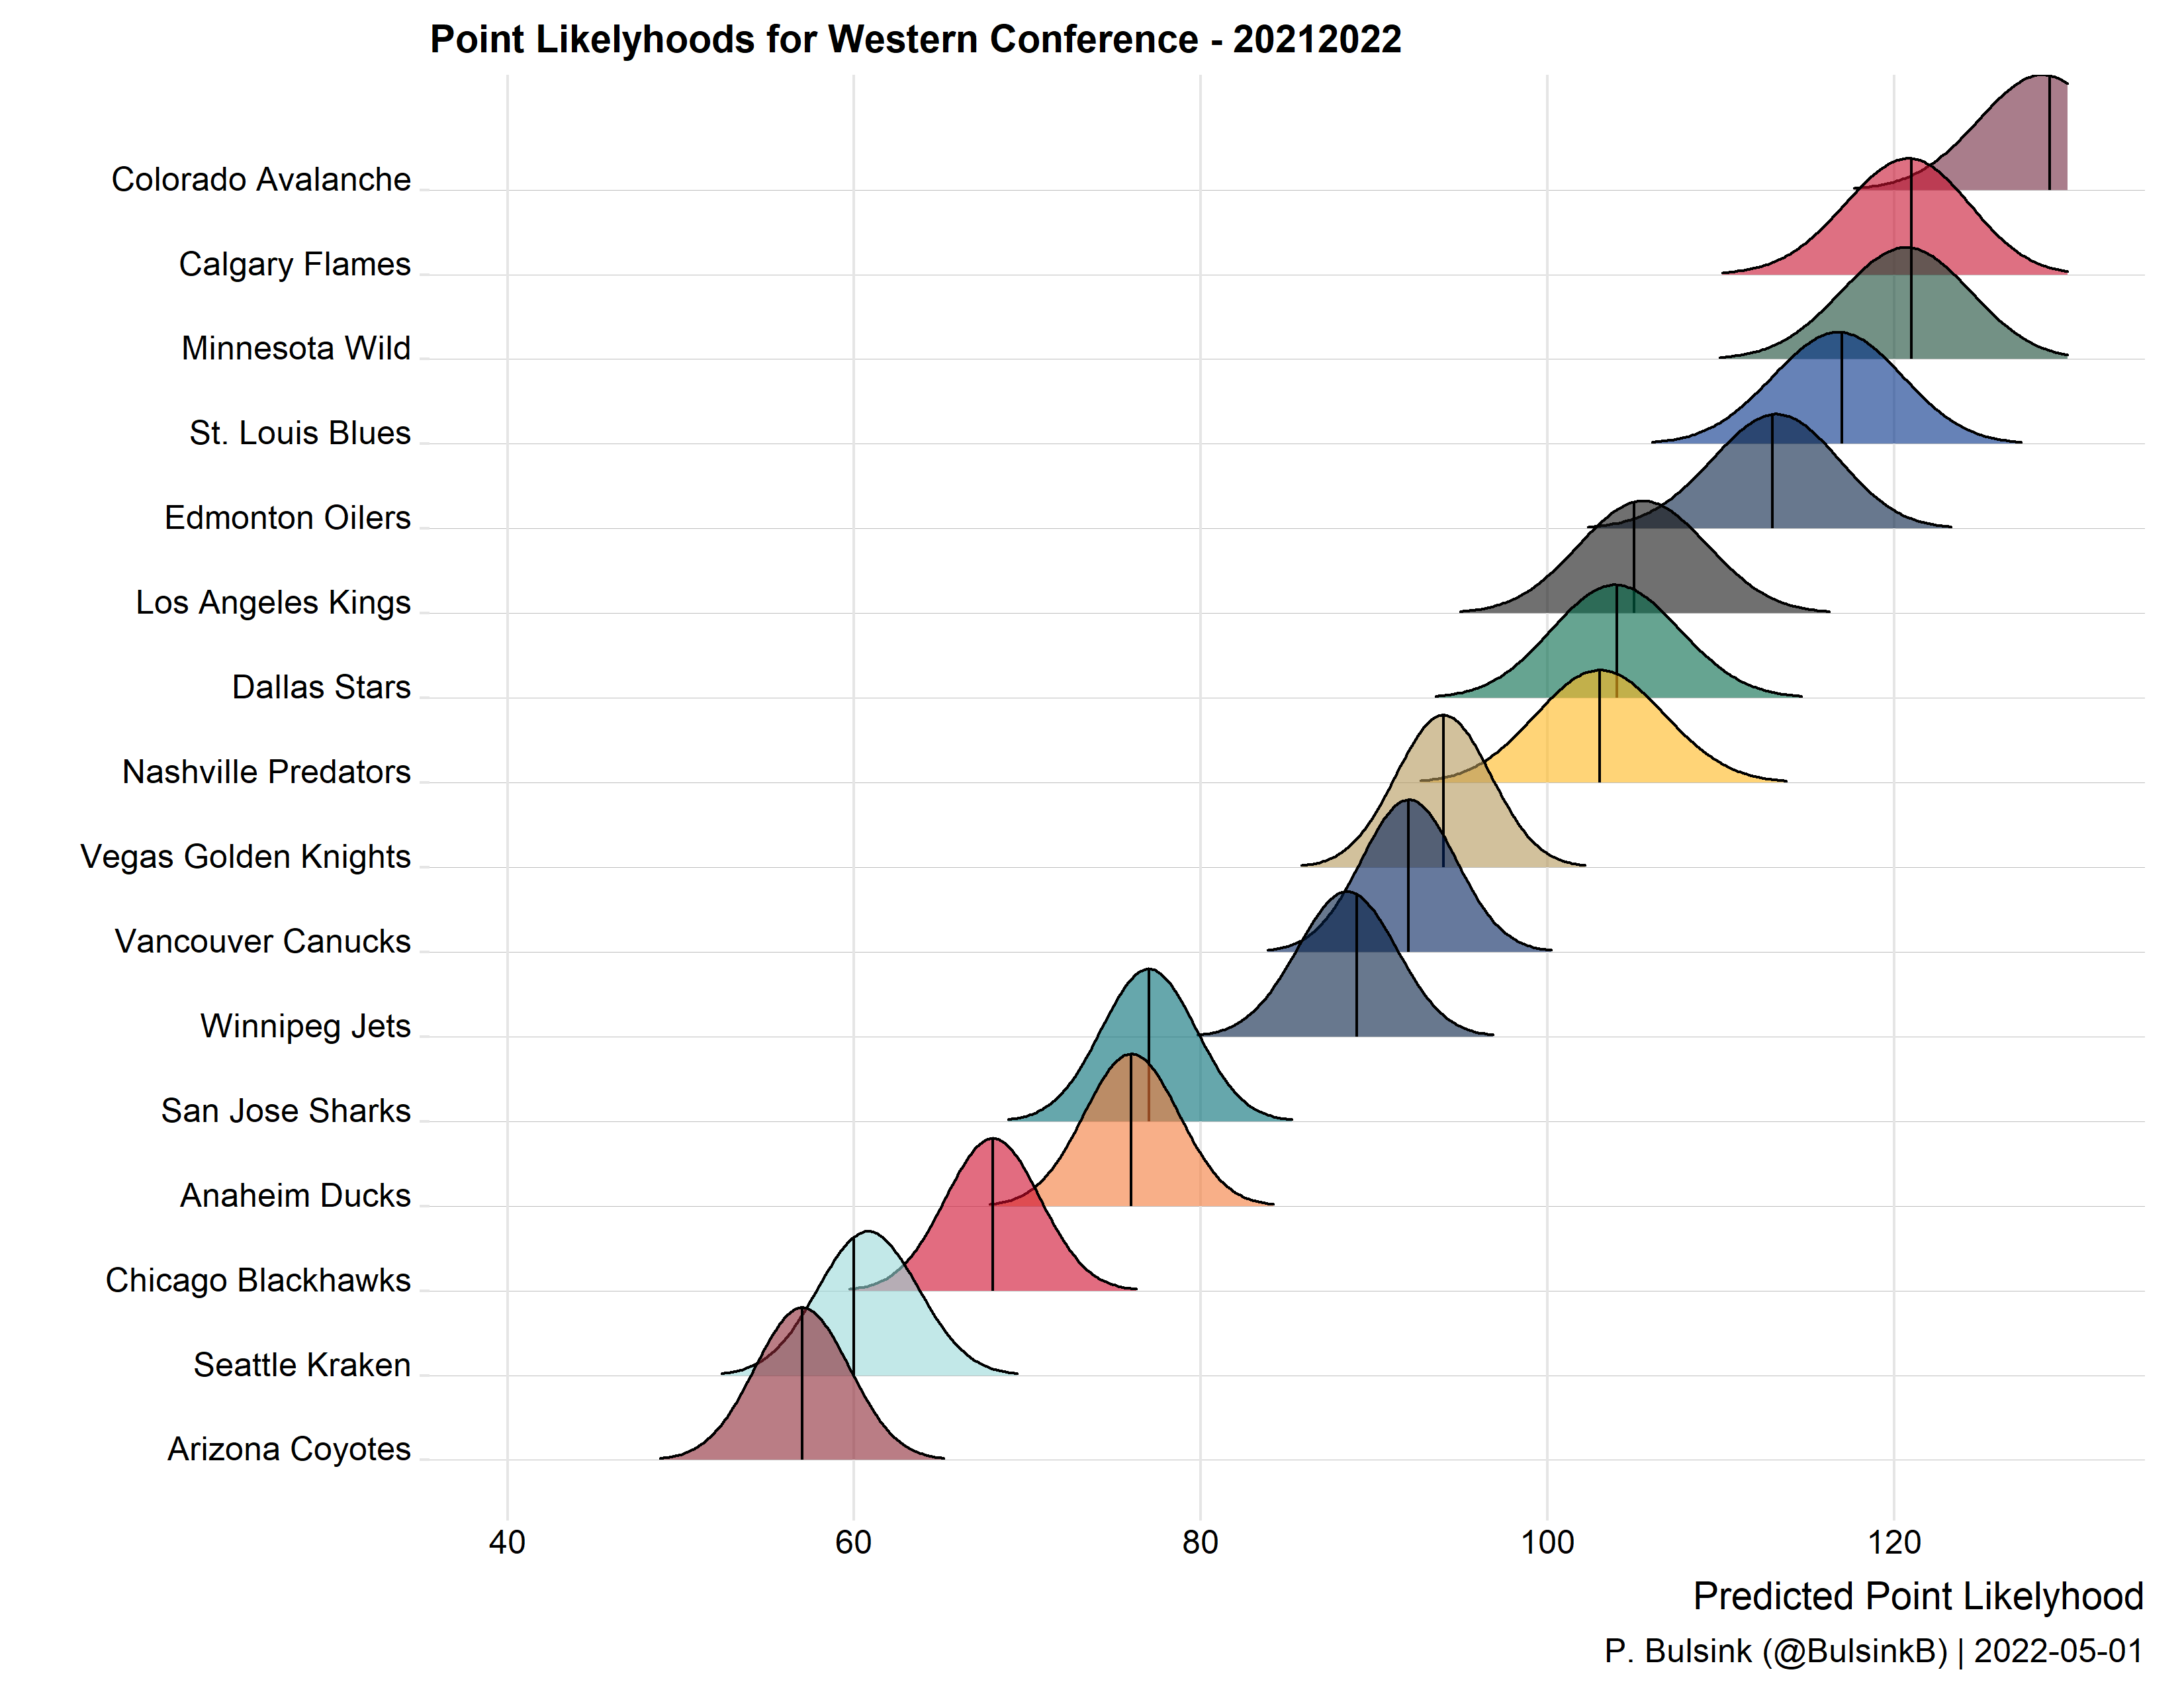 Point Likelyhoods for Western Conference - 20212022
Colorado Avalanche
Calgary Flames
Minnesota Wild
St. Louis Blues
Edmonton Oilers
Los Angeles Kings
Dallas Stars
Nashville Predators
Vegas Golden Knights
Vancouver Canucks
Winnipeg Jets
San Jose Sharks
Anaheim Ducks
Chicago Blackhawks
Seattle Kraken
Arizona Coyotes
40 60 80 100 120
Predicted Point Likelyhood
P. Bulsink (@BulsinkB) | 2022-05-01